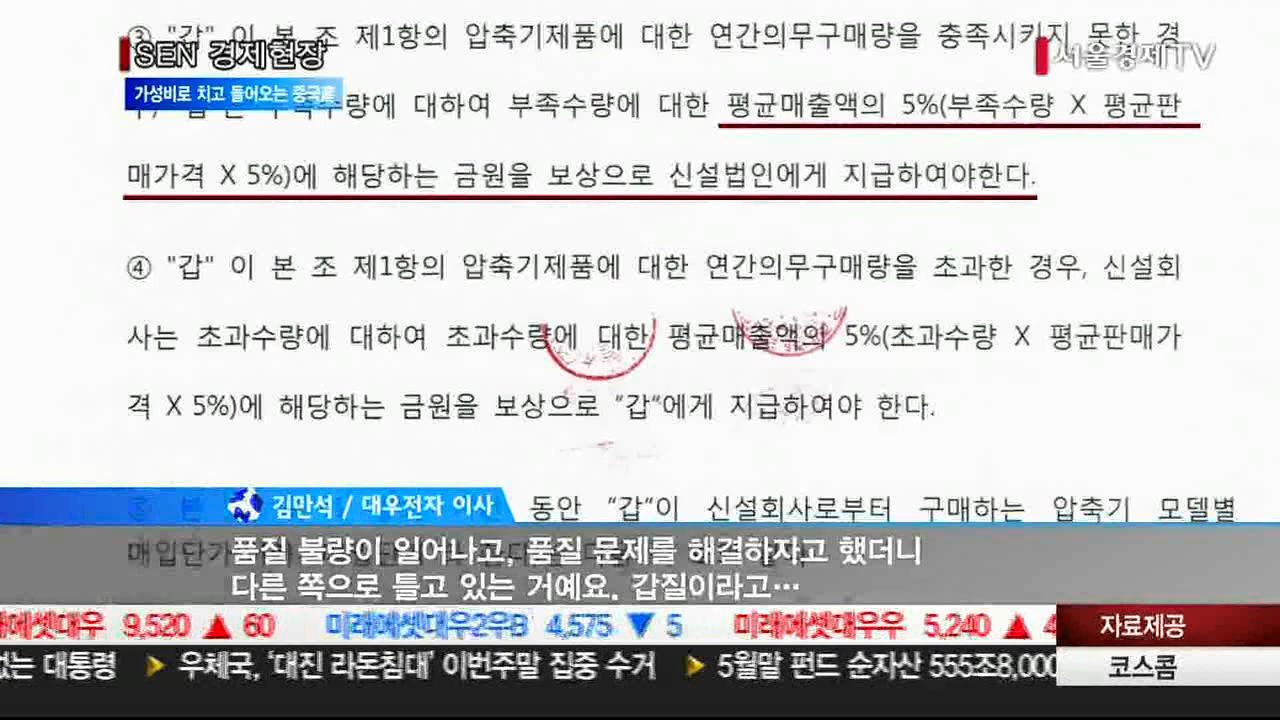 ③ "갑" 이 본 조 제1항의 압축기제품에 대한 연간의무구매량을 충족시키지 못한 경
SEN 경제현장
서울경제TV
가성비로 치고 들어오는 중국產
대하여 부족수량에 대한 평균매출액의 5%(부족수량 X 평균판
매가격 X 5%)에 해당하는 금원을 보상으로 신설법인에게 지급하여야한다.
④ "갑" 이 본 조 제1항의 압축기제품에 대한 연간의무구매량을 초과한 경우, 신설회
사는 초과수량에 대하여 초과수량에 대한 평균매출액의 5%(초과수량 X 평균판매가
격 X 5%)에 해당하는 금원을 보상으로 "갑"에게 지급하여야 한다.
동안 "갑"이 신설회사로부터 구매하는 압축기 모델별
김만석 / 대우전자 이사
매입단가
품질 불량이 일어나고, 품질 문제를 해결하자고 했더니
다른 쪽으로 틀고 있는 거예요. 갑질이라고…
에셋대우 9,520 ▲ 60 미래에셋대우2우B 4,575 ▼ 5 미래에셋대우우 5,240 ▲
자료제공
없는 대통령 우체국, '대진 라돈침대' 이번주말 집중 수거 5월말 펀드 순자산 555조8,000
코스콤